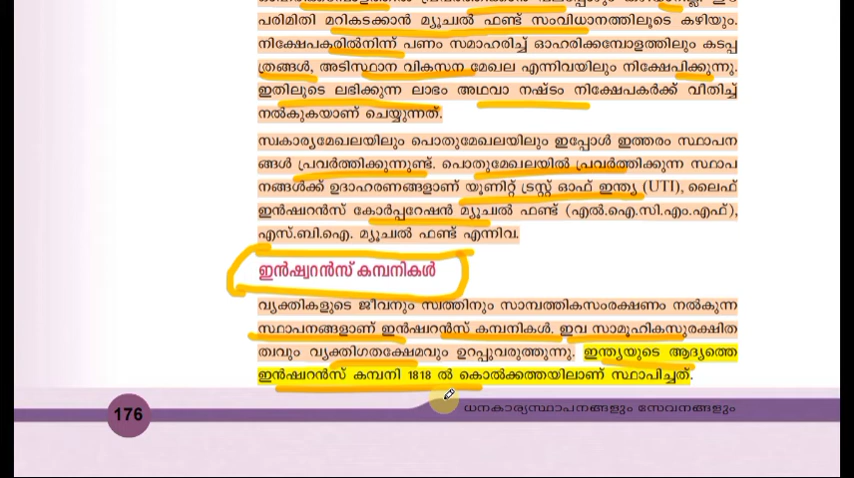 പരിമിതി മറികടക്കാൻ മ്യൂച്വൽ ഫണ്ട് സംവിധാനത്തിലൂടെ കഴിയും.
നിക്ഷേപകരിൽനിന്ന് പണം സമാഹരിച്ച് ഓഹരിക്കമ്പോളത്തിലും കടപ്പ
ത്രങ്ങൾ, അടിസ്ഥാന വികസന മേഖല എന്നിവയിലും നിക്ഷേപിക്കുന്നു.
ഇതിലൂടെ ലഭിക്കുന്ന ലാഭം അഥവാ നഷ്ടം നിക്ഷേപകർക്ക് വീതിച്ച്
നൽകുകയാണ് ചെയ്യുന്നത്.
സ്വകാര്യമേഖലയിലും പൊതുമേഖലയിലും ഇപ്പോൾ ഇത്തരം സ്ഥാപന
ങ്ങൾ പ്രവർത്തിക്കുന്നുണ്ട്. പൊതുമേഖലയിൽ പ്രവർത്തിക്കുന്ന സ്ഥാപ
നങ്ങൾക്ക് ഉദാഹരണങ്ങളാണ് യൂണിറ്റ് ട്രസ്റ്റ് ഓഫ് ഇന്ത്യ (UTI), ലൈഫ്
ഇൻഷ്വറൻസ് കോർപ്പറേഷൻ മ്യൂച്വൽ ഫണ്ട് (എൽ.ഐ.സി.എം.എഫ്),
എസ്.ബി.ഐ. മ്യൂച്വൽ ഫണ്ട് എന്നിവ.
ഇൻഷ്വറൻസ് കമ്പനികൾ
വ്യക്തികളുടെ ജീവനും സ്വത്തിനും സാമ്പത്തികസംരക്ഷണം നൽകുന്ന
സ്ഥാപനങ്ങളാണ് ഇൻഷ്വറൻസ് കമ്പനികൾ. ഇവ സാമൂഹികസുരക്ഷിത
ത്വവും വ്യക്തിഗതക്ഷേമവും ഉറപ്പുവരുത്തുന്നു. ഇന്ത്യയുടെ ആദ്യത്തെ
ഇൻഷ്വറൻസ് കമ്പനി 1818 ൽ കൊൽക്കത്തയിലാണ് സ്ഥാപിച്ചത്.
176 ധനകാര്യസ്ഥാപനങ്ങളും സേവനങ്ങളും